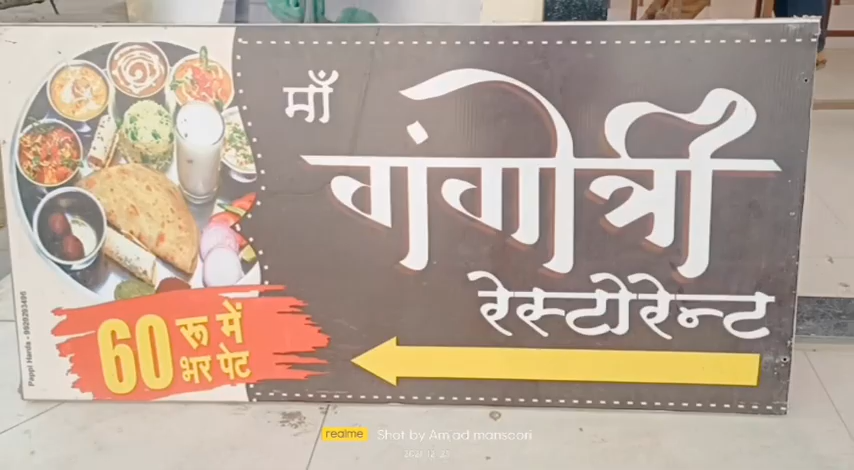 माँ
गंगोत्री
रेस्टोरेन्ट
60 रू में
भर पेट
realme Shot by Amjad mansoori